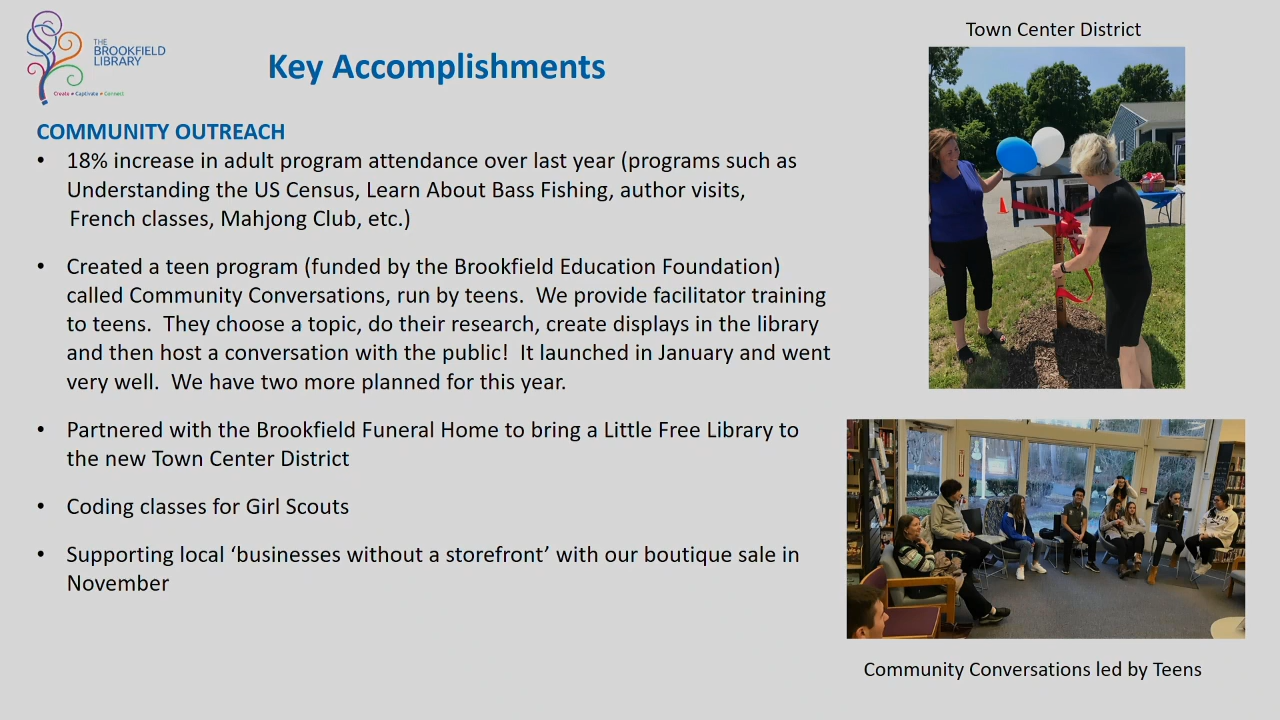 THE
BROOKFIELD
LIBRARY
Create • Captivate • Connect
Key Accomplishments
COMMUNITY OUTREACH
• 18% increase in adult program attendance over last year (programs such as
Understanding the US Census, Learn About Bass Fishing, author visits,
French classes, Mahjong Club, etc.)
• Created a teen program (funded by the Brookfield Education Foundation)
called Community Conversations, run by teens.  We provide facilitator training
to teens.  They choose a topic, do their research, create displays in the library
and then host a conversation with the public!  It launched in January and went
very well.  We have two more planned for this year.
• Partnered with the Brookfield Funeral Home to bring a Little Free Library to
the new Town Center District
• Coding classes for Girl Scouts
• Supporting local ‘businesses without a storefront’ with our boutique sale in
November
Town Center District
Community Conversations led by Teens